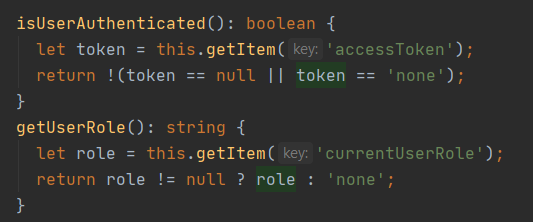 isUserAuthenticated(): boolean {
let token = this.getItem( key: 'accessToken');
return !(token == null || token == 'none');
}
getUserRole(): string {
let role = this.getItem( key: 'currentUserRole');
return role != null ? role : 'none';
}